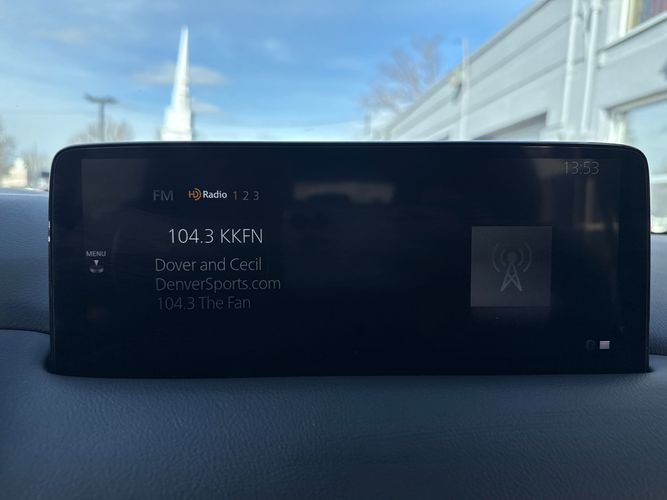 13:53
FM HD Radio 1 2 3
104.3 KKFN
MENU
Dover and Cecil
DenverSports.com
104.3 The Fan